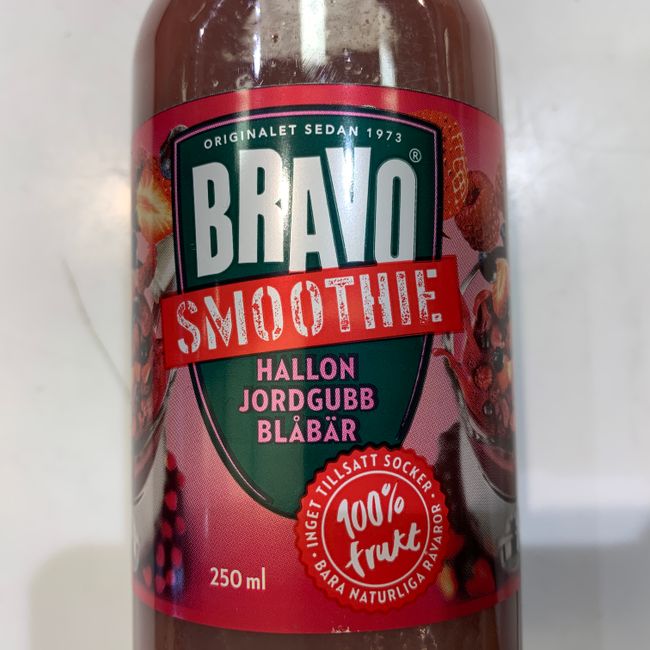 ORIGINALET SEDAN 1973
BRAVO®
SMOOTHIE
HALLON
JORDGUBB
BLÅBÄR
INGET TILLSATT SOCKER
100%
frukt
BARA NATURLIGA RÅVAROR
250 ml